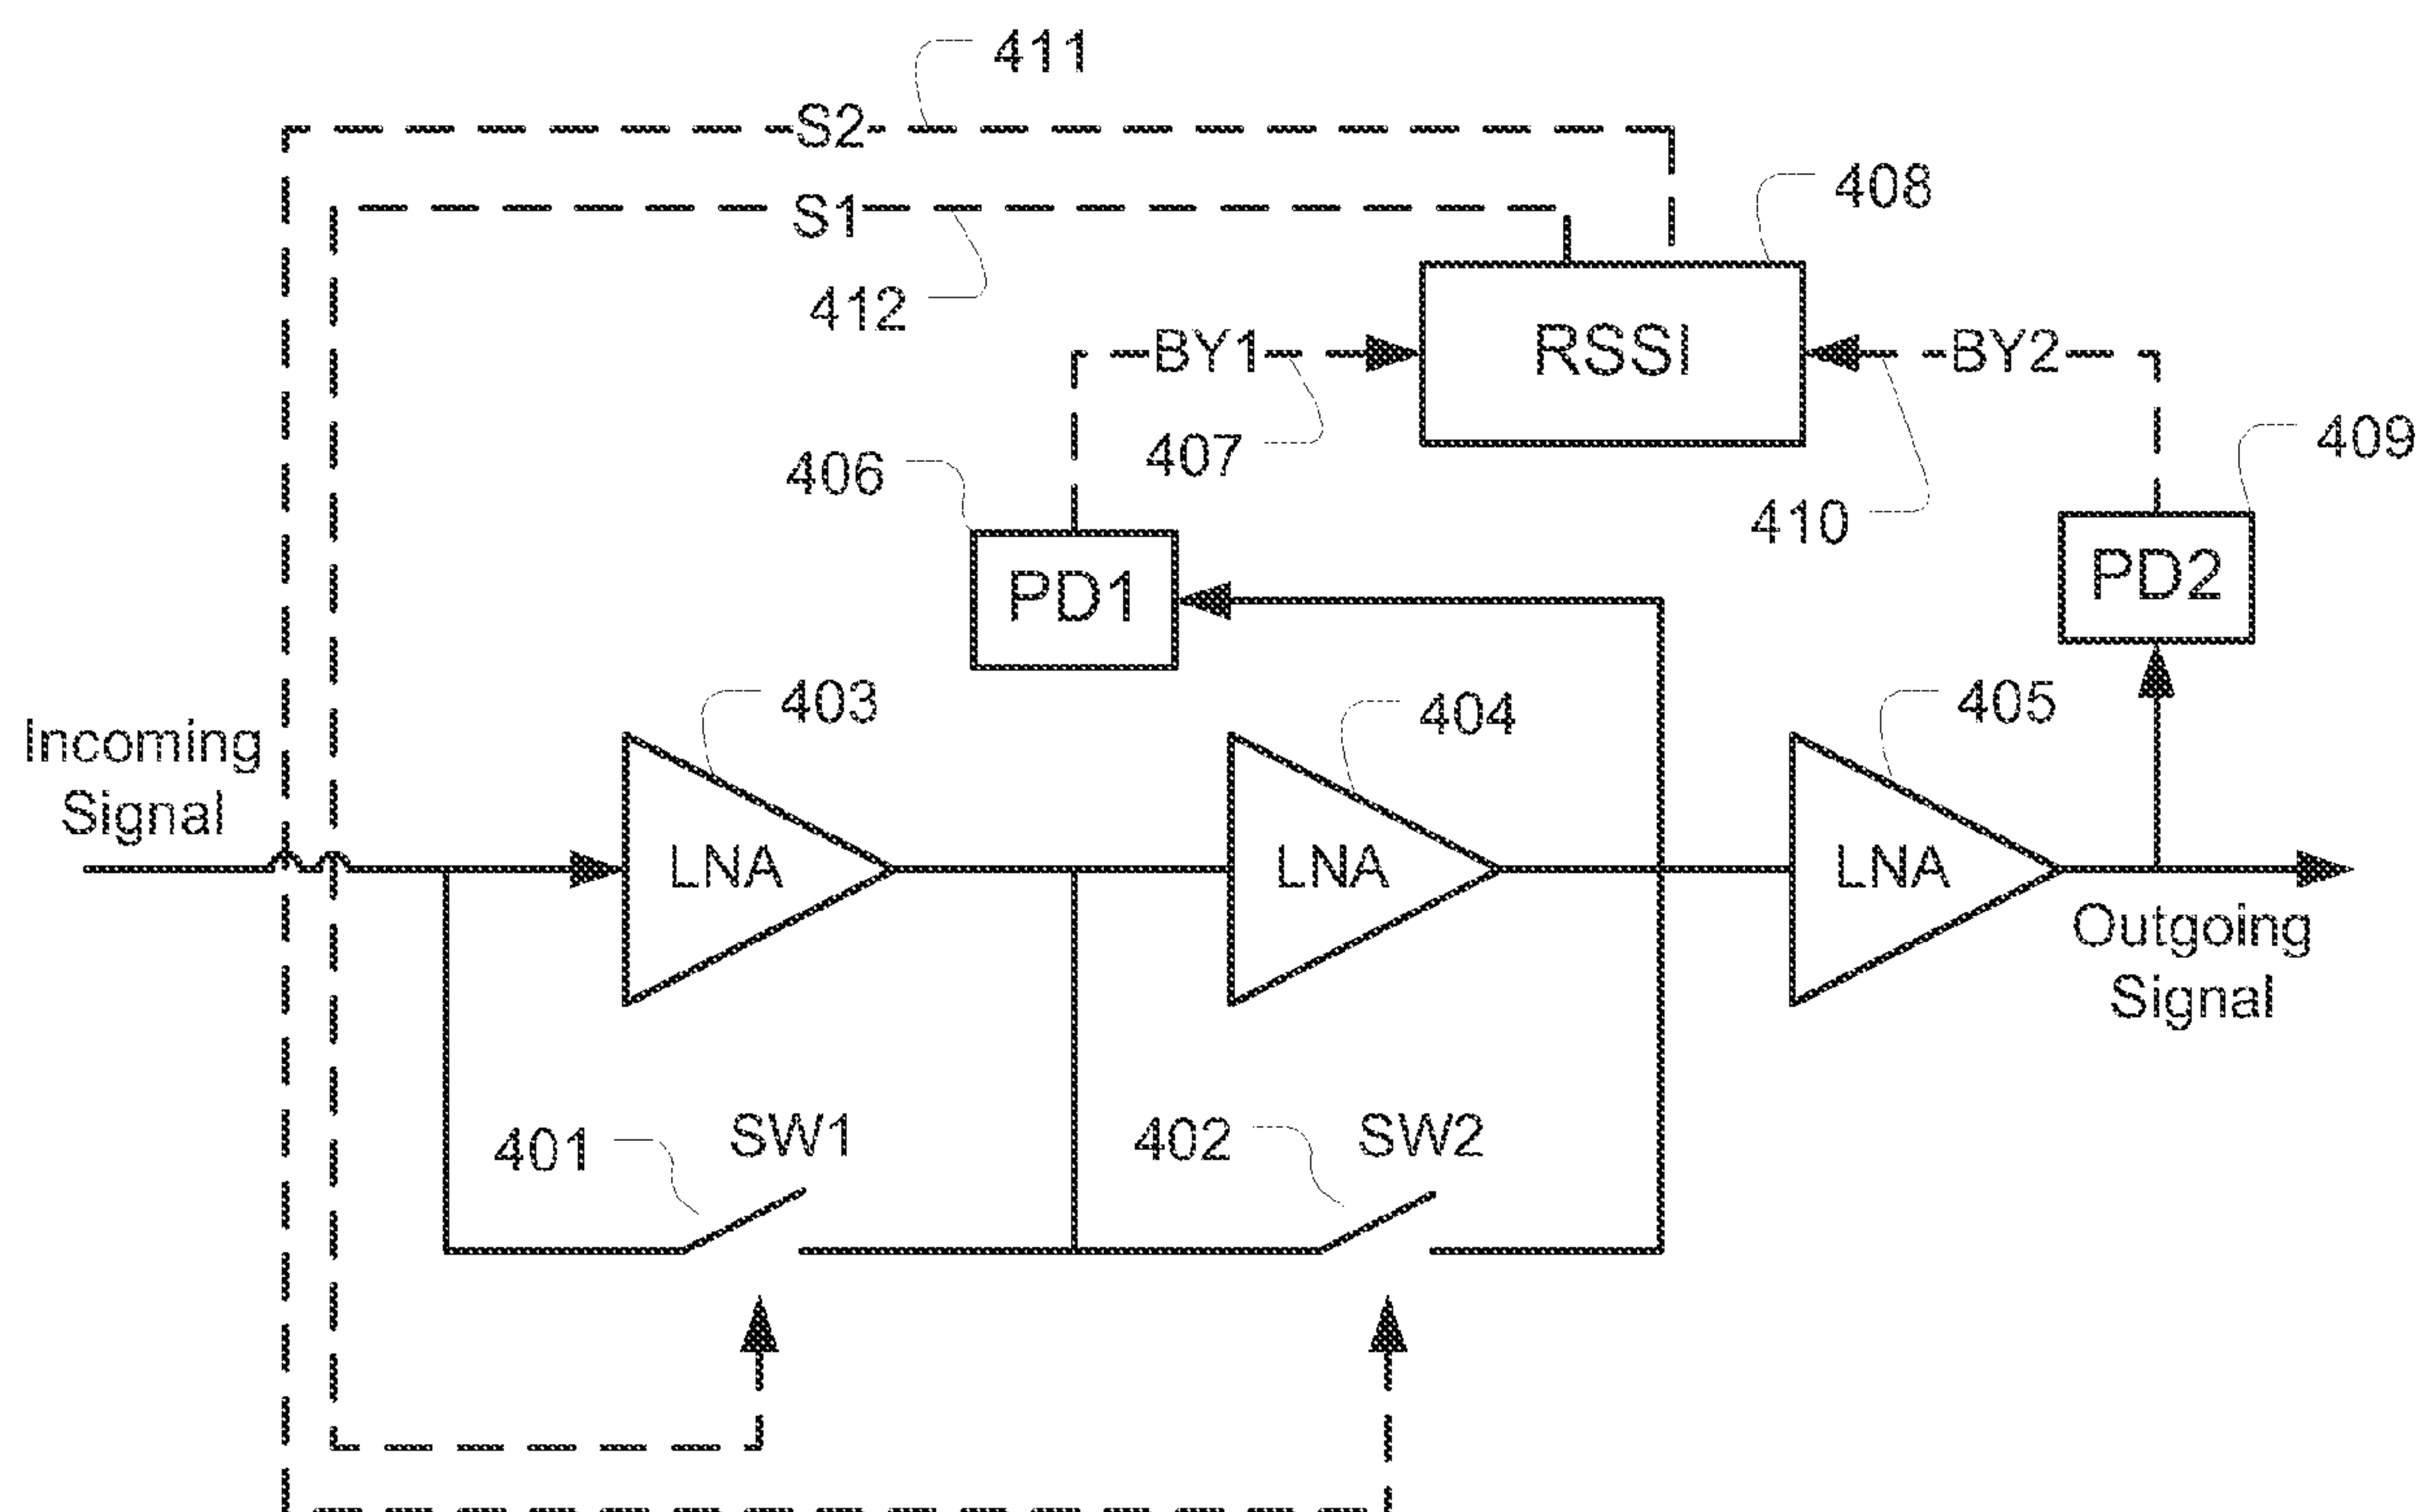 411
S2
408
S1
412
BY1
RSSI
BY2
409
407
406
410
PD2
PD1
403
404
405
Incoming
Signal
LNA
LNA
LNA
Outgoing
Signal
SW1
SW2
401
402